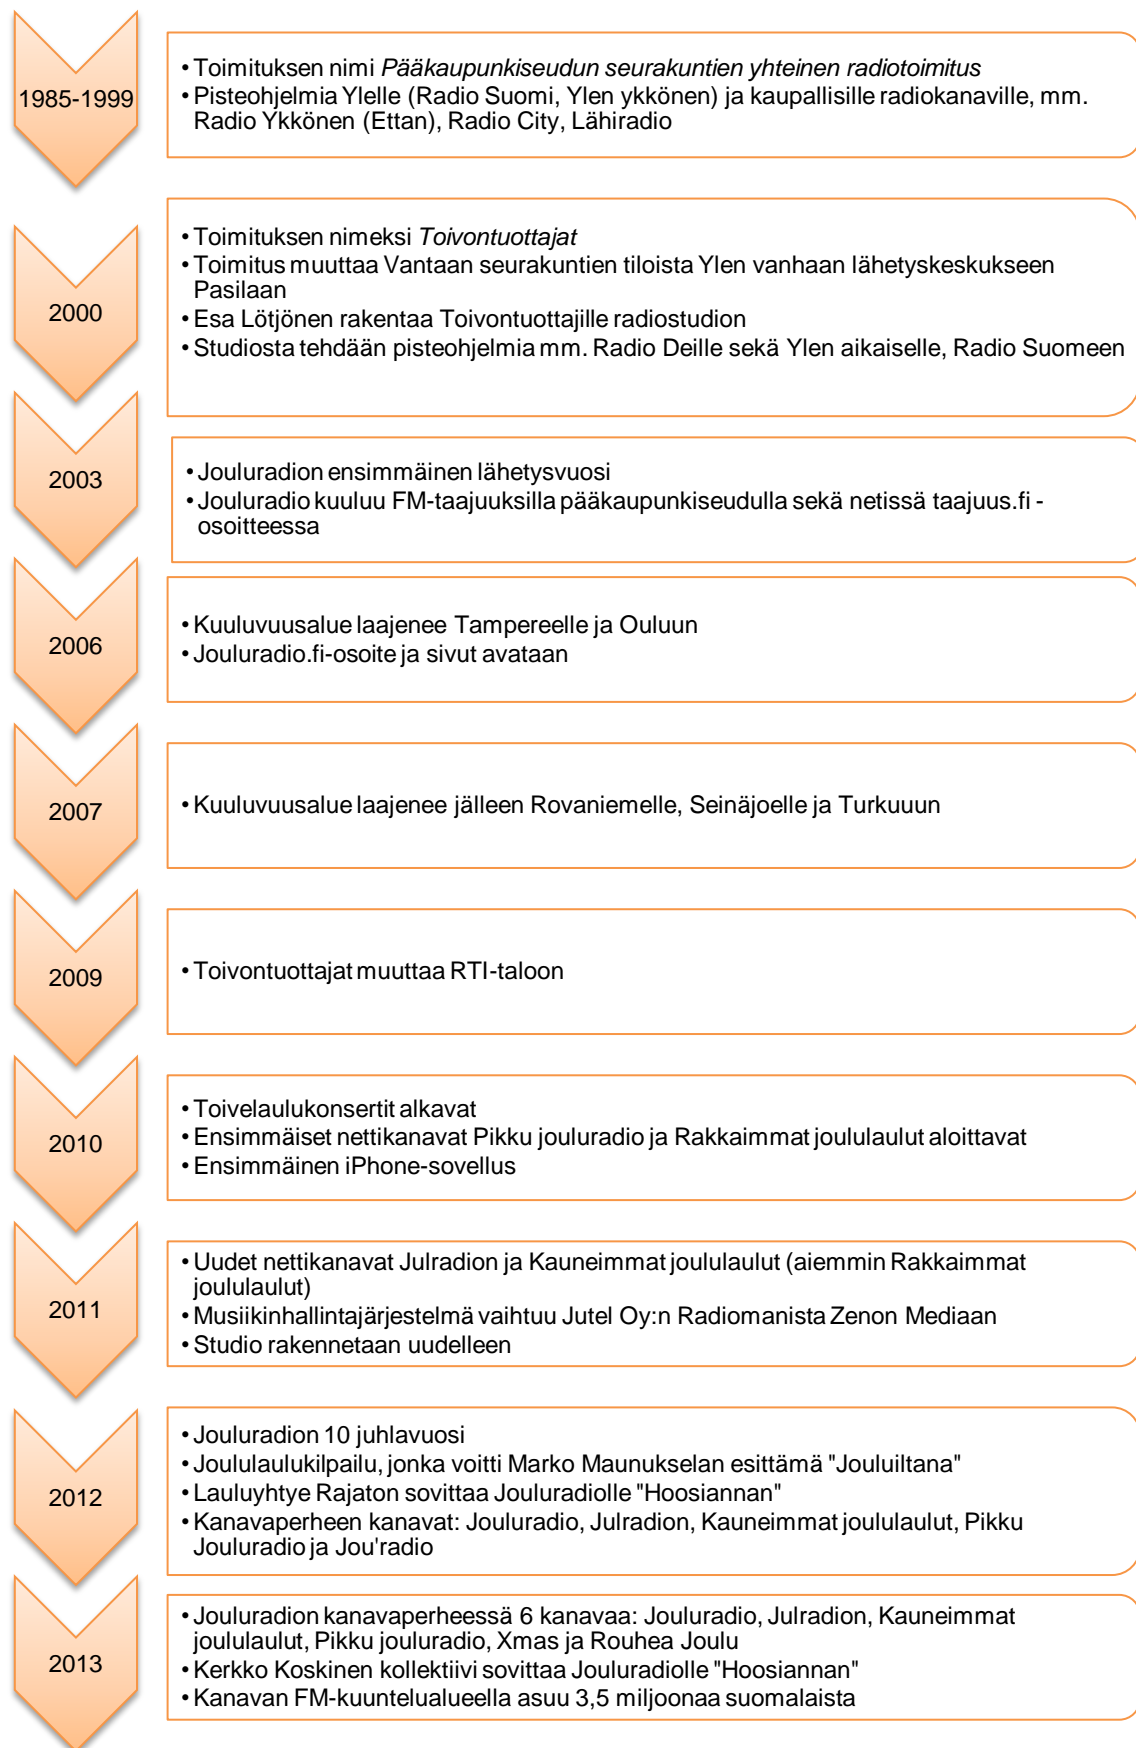 1985-1999
• Toimituksen nimi Pääkaupunkiseudun seurakuntien yhteinen radiotoimitus
• Pisteohjelmia Ylelle (Radio Suomi, Ylen ykkönen) ja kaupallisille radiokanaville, mm.
Radio Ykkönen (Ettan), Radio City, Lähiradio
2000
• Toimituksen nimeksi Toivontuottajat
• Toimitus muuttaa Vantaan seurakuntien tiloista Ylen vanhaan lähetyskeskukseen
Pasilaan
• Esa Lötjönen rakentaa Toivontuottajille radiostudion
• Studiosta tehdään pisteohjelmia mm. Radio Deille sekä Ylen aikaiselle, Radio Suomeen
2003
• Jouluradion ensimmäinen lähetysvuosi
• Jouluradio kuuluu FM-taajuuksilla pääkaupunkiseudulla sekä netissä taajuus.fi -
osoitteessa
2006
• Kuuluvuusalue laajenee Tampereelle ja Ouluun
• Jouluradio.fi-osoite ja sivut avataan
2007
• Kuuluvuusalue laajenee jälleen Rovaniemelle, Seinäjoelle ja Turkuuun
2009
• Toivontuottajat muuttaa RTI-taloon
2010
• Toivelaulukonsertit alkavat
• Ensimmäiset nettikanavat Pikku jouluradio ja Rakkaimmat joululaulut aloittavat
• Ensimmäinen iPhone-sovellus
2011
• Uudet nettikanavat Julradion ja Kauneimmat joululaulut (aiemmin Rakkaimmat
joululaulut)
• Musiikinhallintajärjestelmä vaihtuu Jutel Oy:n Radiomanista Zenon Mediaan
• Studio rakennetaan uudelleen
2012
• Jouluradion 10 juhlavuosi
• Joululaulukilpailu, jonka voitti Marko Maunukselan esittämä "Jouluiltana"
• Lauluyhtye Rajaton sovittaa Jouluradiolle "Hoosiannan"
• Kanavaperheen kanavat: Jouluradio, Julradion, Kauneimmat joululaulut, Pikku
Jouluradio ja Jou'radio
2013
• Jouluradion kanavaperheessä 6 kanavaa: Jouluradio, Julradion, Kauneimmat
joululaulut, Pikku jouluradio, Xmas ja Rouhea Joulu
• Kerkko Koskinen kollektiivi sovittaa Jouluradiolle "Hoosiannan"
• Kanavan FM-kuuntelualueella asuu 3,5 miljoonaa suomalaista